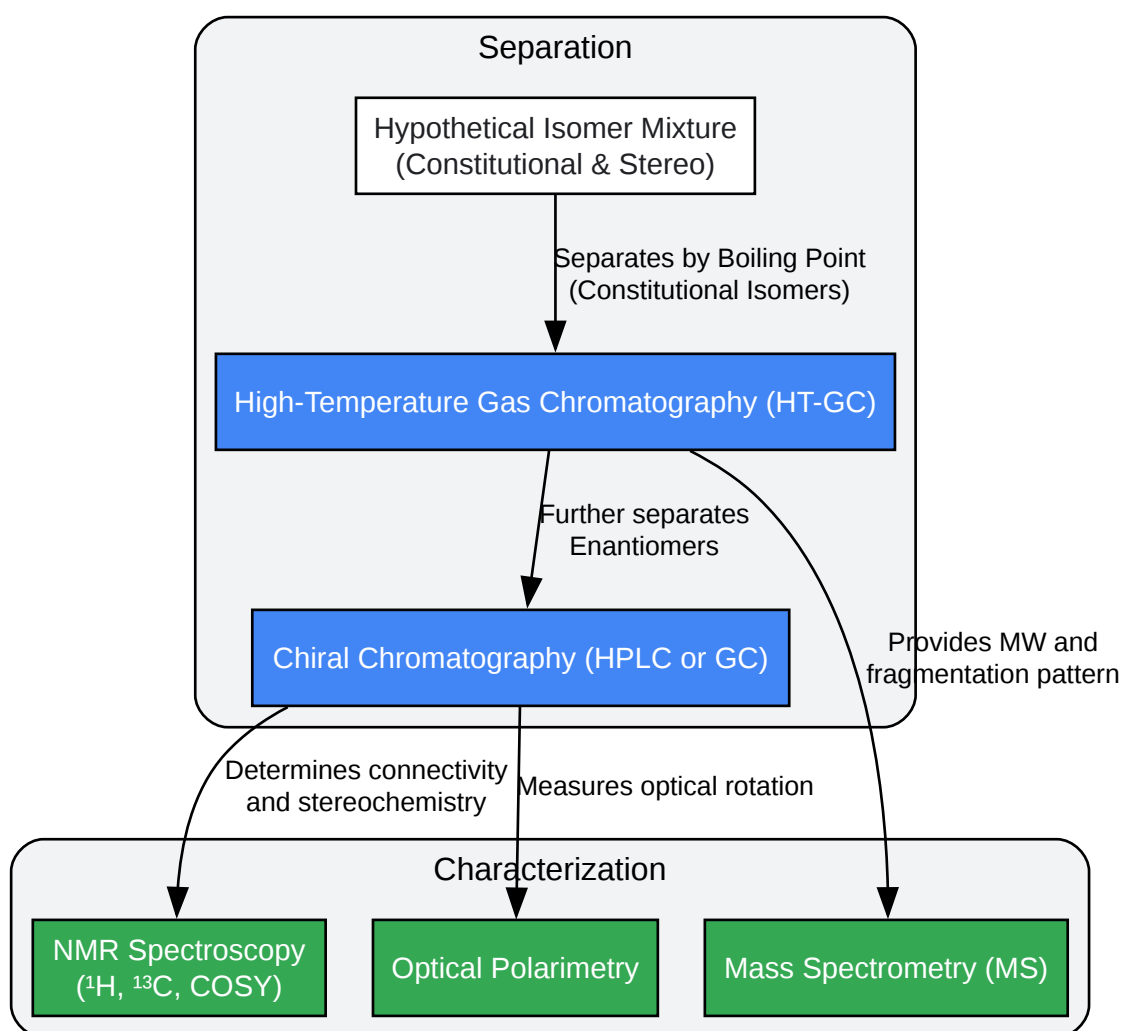 Separation
Hypothetical Isomer Mixture
(Constitutional & Stereo)
Separates by Boiling Point
(Constitutional Isomers)
High-Temperature Gas Chromatography (HT-GC)
Further separates
Enantiomers
Chiral Chromatography (HPLC or GC)
Provides MW and
fragmentation pattern
Determines connectivity
and stereochemistry
Measures optical rotation
Characterization
NMR Spectroscopy
(¹H, ¹³C, COSY)
Optical Polarimetry
Mass Spectrometry (MS)